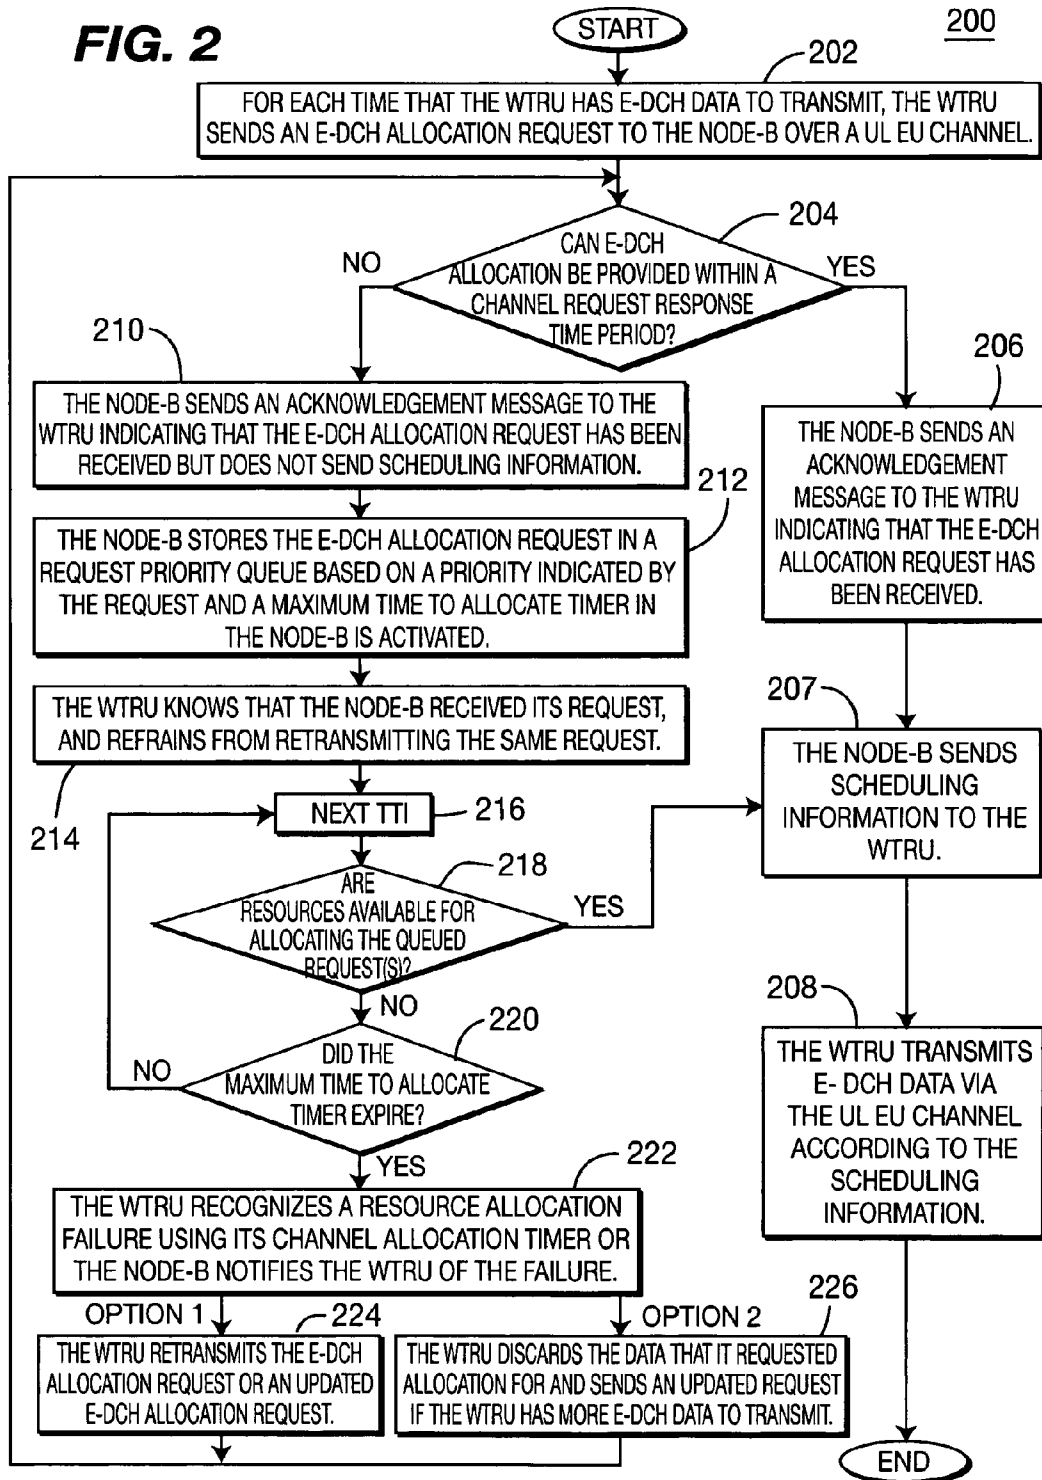 FIG. 2
START
200
202
FOR EACH TIME THAT THE WTRU HAS E-DCH DATA TO TRANSMIT, THE WTRU
SENDS AN E-DCH ALLOCATION REQUEST TO THE NODE-B OVER A UL EU CHANNEL.
204
CAN E-DCH
ALLOCATION BE PROVIDED WITHIN A
CHANNEL REQUEST RESPONSE
TIME PERIOD?
NO
YES
210
THE NODE-B SENDS AN ACKNOWLEDGEMENT MESSAGE TO THE
WTRU INDICATING THAT THE E-DCH ALLOCATION REQUEST HAS BEEN
RECEIVED BUT DOES NOT SEND SCHEDULING INFORMATION.
206
THE NODE-B SENDS AN
ACKNOWLEDGEMENT
MESSAGE TO THE WTRU
INDICATING THAT THE E-DCH
ALLOCATION REQUEST HAS
BEEN RECEIVED.
212
THE NODE-B STORES THE E-DCH ALLOCATION REQUEST IN A
REQUEST PRIORITY QUEUE BASED ON A PRIORITY INDICATED BY
THE REQUEST AND A MAXIMUM TIME TO ALLOCATE TIMER IN
THE NODE-B IS ACTIVATED.
THE WTRU KNOWS THAT THE NODE-B RECEIVED ITS REQUEST,
AND REFRAINS FROM RETRANSMITTING THE SAME REQUEST.
214
207
THE NODE-B SENDS
SCHEDULING
INFORMATION TO THE
WTRU.
NEXT TTI
216
218
ARE
RESOURCES AVAILABLE FOR
ALLOCATING THE QUEUED
REQUEST(S)?
YES
NO
220
DID THE
MAXIMUM TIME TO ALLOCATE
TIMER EXPIRE?
NO
YES
208
THE WTRU TRANSMITS
E- DCH DATA VIA
THE UL EU CHANNEL
ACCORDING TO THE
SCHEDULING
INFORMATION.
222
THE WTRU RECOGNIZES A RESOURCE ALLOCATION
FAILURE USING ITS CHANNEL ALLOCATION TIMER OR
THE NODE-B NOTIFIES THE WTRU OF THE FAILURE.
OPTION 1
224
THE WTRU RETRANSMITS THE E-DCH
ALLOCATION REQUEST OR AN UPDATED
E-DCH ALLOCATION REQUEST.
OPTION 2
226
THE WTRU DISCARDS THE DATA THAT IT REQUESTED
ALLOCATION FOR AND SENDS AN UPDATED REQUEST
IF THE WTRU HAS MORE E-DCH DATA TO TRANSMIT.
END